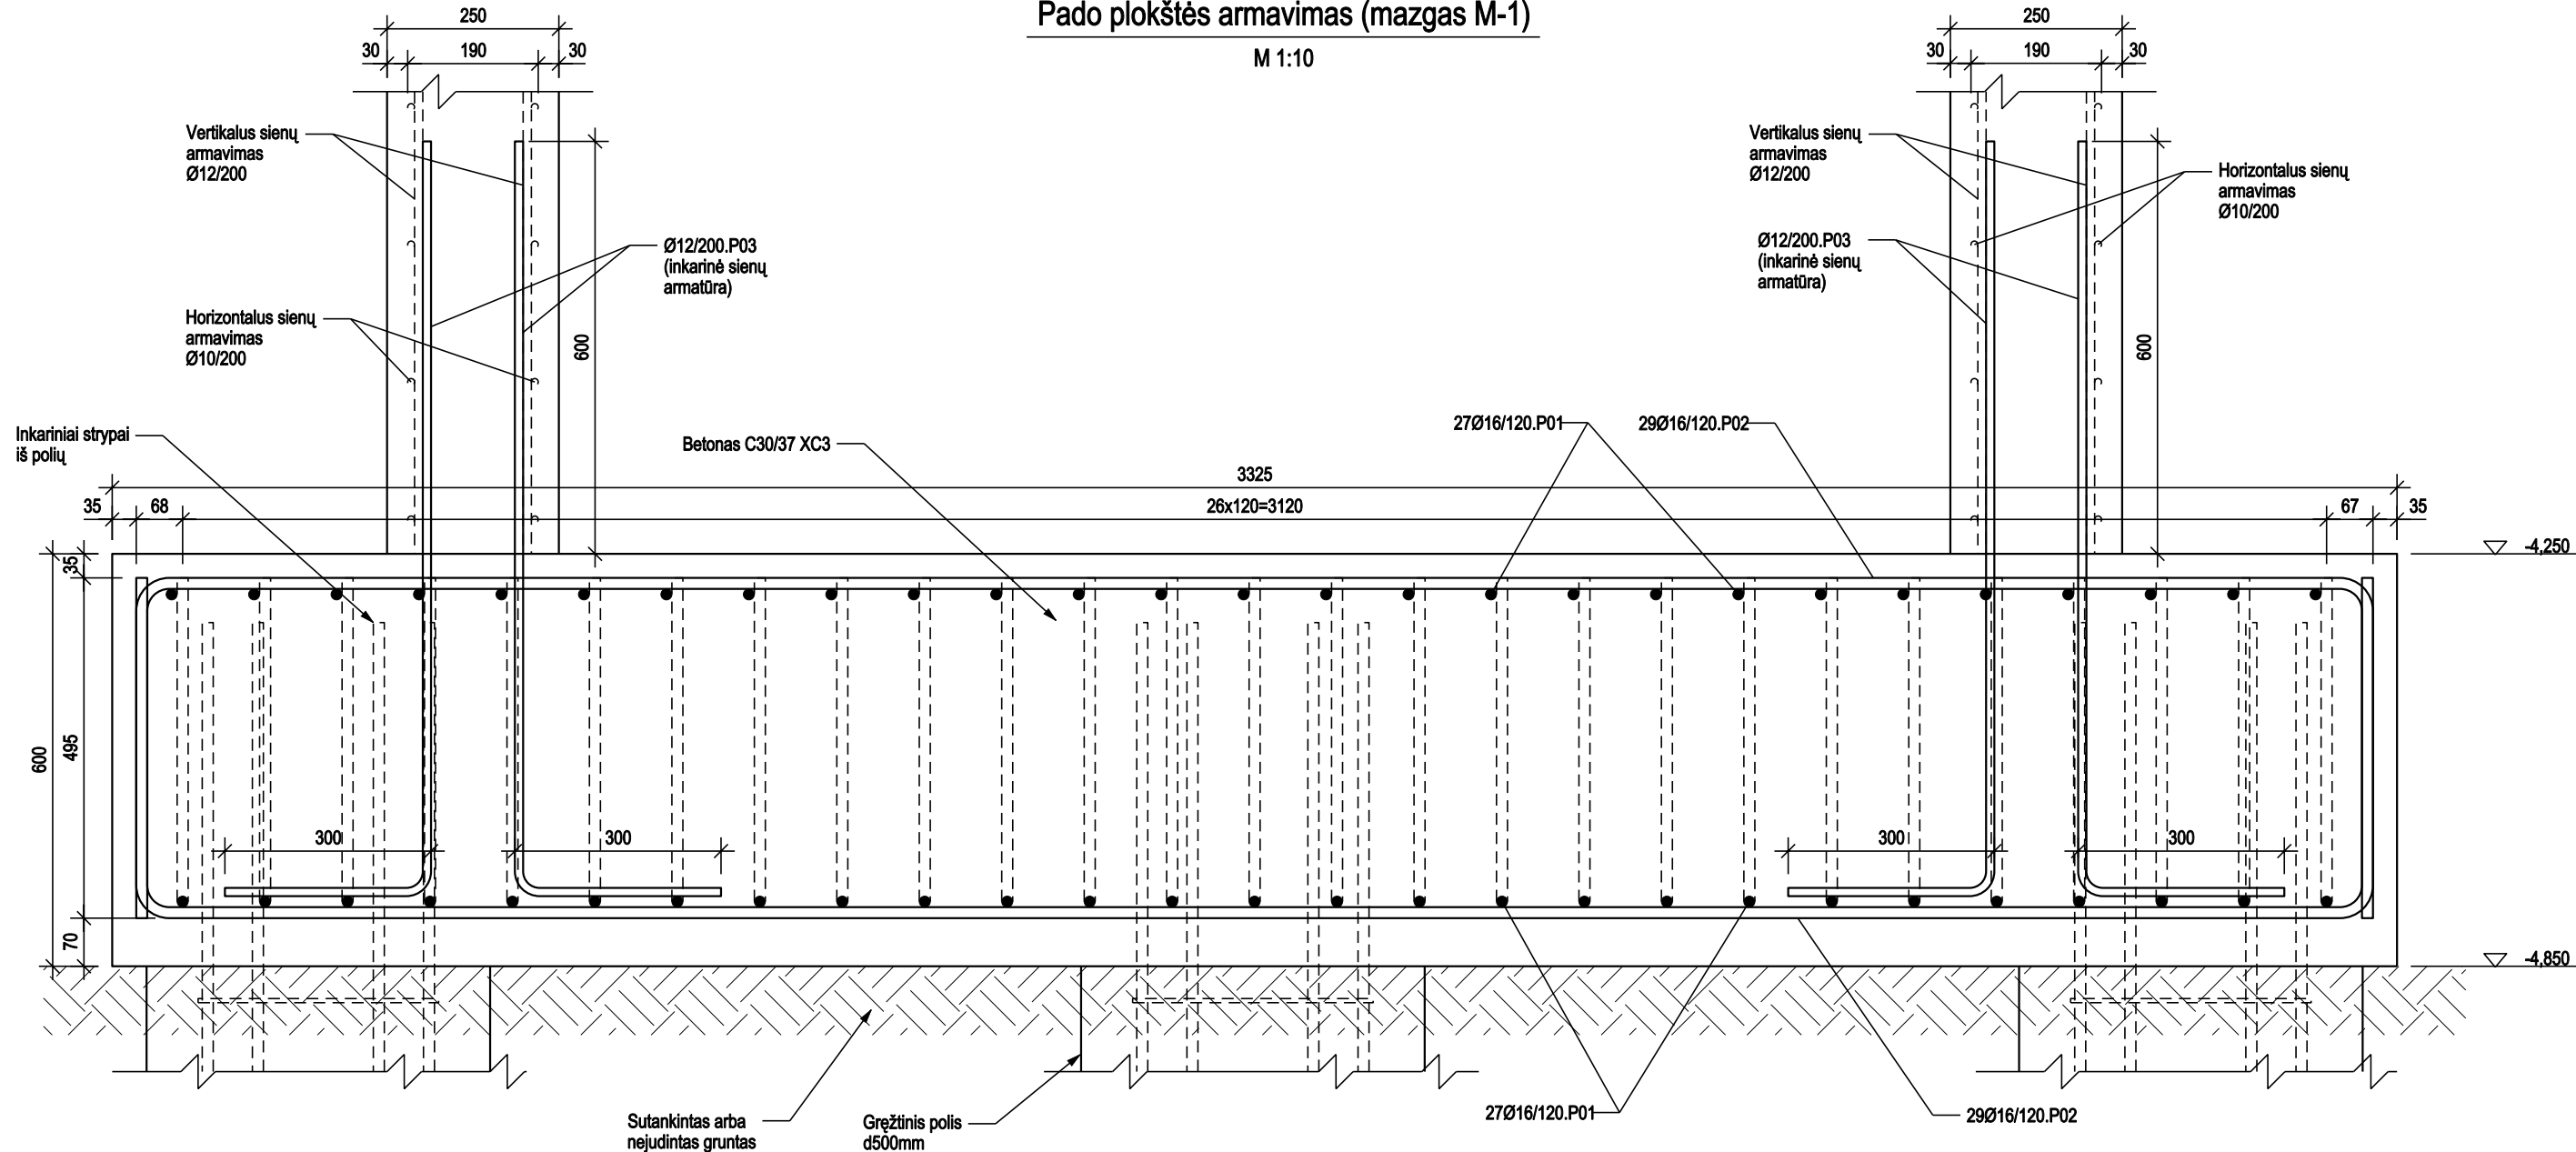 Pado plokštės armavimas (mazgas M-1)
M 1:10
250
30
190
30
250
30
190
30
Vertikalus sienų
armavimas
Ø12/200
Ø12/200.P03
(inkarinė sienų
armatūra)
Horizontalus sienų
armavimas
Ø10/200
600
Vertikalus sienų
armavimas
Ø12/200
Horizontalus sienų
armavimas
Ø10/200
Ø12/200.P03
(inkarinė sienų
armatūra)
600
Inkariniai strypai
iš polių
Betonas C30/37 XC3
27Ø16/120.P01
29Ø16/120.P02
3325
35
68
26x120=3120
67
35
-4,250
35
495
600
70
300
300
300
300
-4,850
Sutankintas arba
nejudintas gruntas
Gręžtinis polis
d500mm
27Ø16/120.P01
29Ø16/120.P02